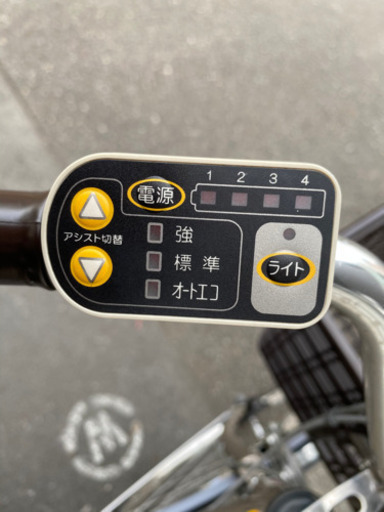 1 2 3 4
電源
アシスト切替
強
標準
オートエコ
ライト